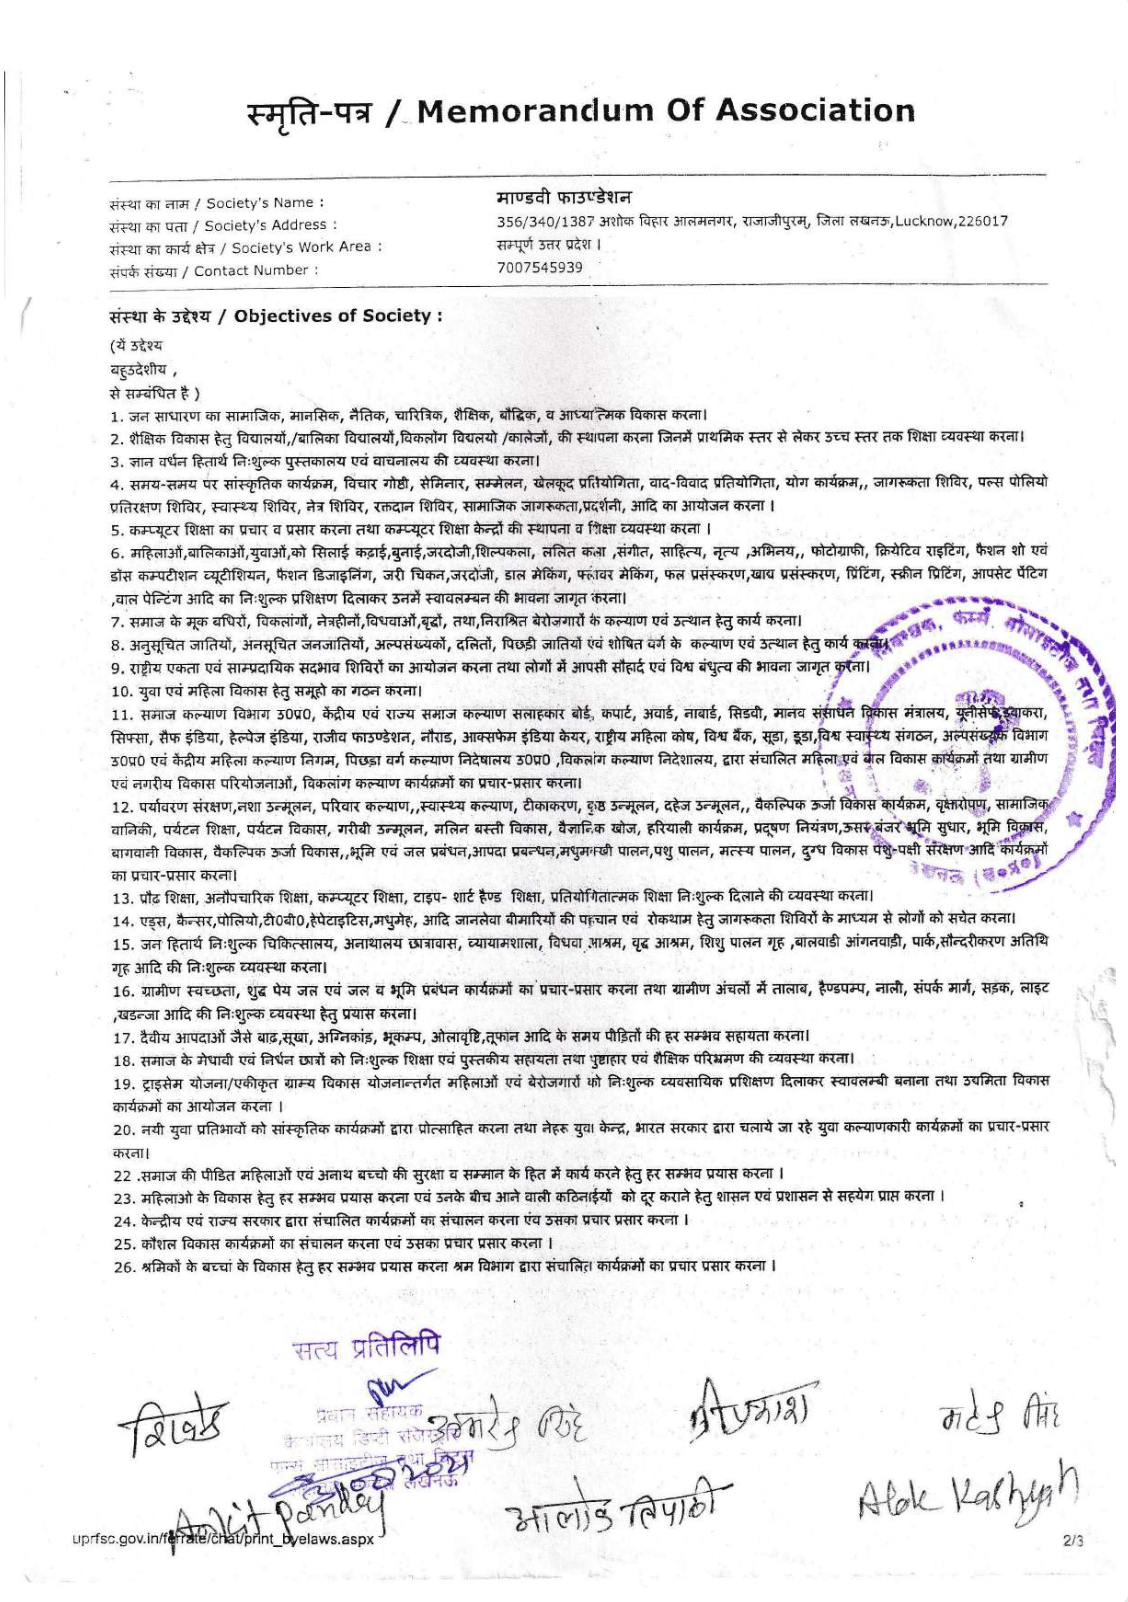 स्मृति-पत्र / Memorandum Of Association
संस्था का नाम / Society's Name : माण्डवी फाउण्डेशन
संस्था का पता / Society's Address : 356/340/1387 अशोक विहार आलमनगर, राजाजीपुरम्, जिला लखनऊ,Lucknow,226017
संस्था का कार्य क्षेत्र / Society's Work Area : सम्पूर्ण उत्तर प्रदेश ।
संपर्क संख्या / Contact Number : 7007545939
संस्था के उद्देश्य / Objectives of Society :
(यें उद्देश्य
बहुउदेशीय ,
से सम्बंधित है )
1. जन साधारण का सामाजिक, मानसिक, नैतिक, चारित्रिक, शैक्षिक, बौद्विक, व आध्यात्मिक विकास करना।
2. शैक्षिक विकास हेतु विघालयों,/बालिका विघालयों,विकलांग विघलयो /कालेजों, की स्थापना करना जिनमें प्राथमिक स्तर से लेकर उच्च स्तर तक शिक्षा व्यवस्था करना।
3. ज्ञान वर्धन हितार्थ निःशुल्क पुस्तकालय एवं वाचनालय की व्यवस्था करना।
4. समय-समय पर सांस्कृतिक कार्यक्रम, विचार गोष्ठी, सेमिनार, सम्मेलन, खेलकूद प्रतियोगिता, वाद-विवाद प्रतियोगिता, योग कार्यक्रम,, जागरूकता शिविर, पल्स पोलियो
प्रतिरक्षण शिविर, स्वास्थ्य शिविर, नेत्र शिविर, रक्तदान शिविर, सामाजिक जागरूकता,प्रदर्शनी, आदि का आयोजन करना ।
5. कम्प्यूटर शिक्षा का प्रचार व प्रसार करना तथा कम्प्यूटर शिक्षा केन्द्रों की स्थापना व शिक्षा व्यवस्था करना ।
6. महिलाओं,बालिकाओं,युवाओं,को सिलाई कढ़ाई,बुनाई,जरदोजी,शिल्पकला, ललित कला ,संगीत, साहित्य, नृत्य ,अभिनय,, फोटोग्राफी, क्रियेटिव राइटिंग, फैशन शो एवं
डांस कम्पटीशन व्यूटीशियन, फैशन डिजाइनिंग, जरी चिकन,जरदोजी, डाल मेकिंग, फ्लावर मेकिंग, फल प्रसंस्करण,खाघ प्रसंस्करण, प्रिंटिंग, स्क्रीन प्रिटिंग, आपसेट पेंटिग
,वाल पेन्टिंग आदि का निःशुल्क प्रशिक्षण दिलाकर उनमें स्वावलम्बन की भावना जागृत करना।
7. समाज के मूक बधिरों, विकलांगों, नेत्रहीनों,विधवाओं,वृद्वों, तथा,निराश्रित बेरोजगारों के कल्याण एवं उत्थान हेतु कार्य करना।
8. अनुसूचित जातियों, अनसूचित जनजातियों, अल्पसंख्यकों, दलितों, पिछड़ी जातियों एवं शोषित वर्ग के कल्याण एवं उत्थान हेतु कार्य करना।
9. राष्ट्रीय एकता एवं साम्प्रदायिक सदभाव शिविरों का आयोजन करना तथा लोगों में आपसी सौहार्द एवं विश्व बंधुत्व की भावना जागृत करना।
10. युवा एवं महिला विकास हेतु समूहो का गठन करना।
11. समाज कल्याण विभाग उ0प्र0, केंद्रीय एवं राज्य समाज कल्याण सलाहकार बोर्ड, कपार्ट, अवार्ड, नाबार्ड, सिडवी, मानव संसाधन विकास मंत्रालय, यूनीसेफ,डूवाकरा,
सिफ्सा, सैफ इंडिया, हेल्पेज इंडिया, राजीव फाउण्डेशन, नौराड, आक्सफेम इंडिया केयर, राष्ट्रीय महिला कोष, विश्व बैंक, सूडा, डूडा,विश्व स्वास्थ्य संगठन, अल्पसंख्यक विभाग
उ0प्र0 एवं केंद्रीय महिला कल्याण निगम, पिछड़ा वर्ग कल्याण निदेषालय उ0प्र0 ,विकलांग कल्याण निदेशालय, द्वारा संचालित महिला एवं बाल विकास कार्यक्रमों तथा ग्रामीण
एवं नगरीय विकास परियोजनाओं, विकलांग कल्याण कार्यक्रमों का प्रचार-प्रसार करना।
12. पर्यावरण संरक्षण,नशा उन्मूलन, परिवार कल्याण,,स्वास्थ्य कल्याण, टीकाकरण, कुष्ठ उन्मूलन, दहेज उन्मूलन,, वैकल्पिक ऊर्जा विकास कार्यक्रम, वृक्षारोपण, सामाजिक
वानिकी, पर्यटन शिक्षा, पर्यटन विकास, गरीबी उन्मूलन, मलिन बस्ती विकास, वैज्ञानिक खोज, हरियाली कार्यक्रम, प्रदूषण नियंत्रण,ऊसर बंजर भूमि सुधार, भूमि विकास,
बागवानी विकास, वैकल्पिक ऊर्जा विकास,,भूमि एवं जल प्रबंधन,आपदा प्रबन्धन,मधुमक्खी पालन,पशु पालन, मत्स्य पालन, दुग्ध विकास पशु-पक्षी संरक्षण आदि कार्यक्रमों
का प्रचार-प्रसार करना।
13. प्रौढ शिक्षा, अनौपचारिक शिक्षा, कम्प्यूटर शिक्षा, टाइप- शार्ट हैण्ड शिक्षा, प्रतियोगितात्मक शिक्षा निःशुल्क दिलाने की व्यवस्था करना।
14. एड्स, कैन्सर,पोलियो,टी0बी0,हेपेटाइटिस,मधुमेह, आदि जानलेवा बीमारियों की पहचान एवं रोकथाम हेतु जागरूकता शिविरों के माध्यम से लोगों को सचेत करना।
15. जन हितार्थ निःशुल्क चिकित्सालय, अनाथालय छात्रावास, व्यायामशाला, विधवा आश्रम, वृद्व आश्रम, शिशु पालन गृह ,बालवाडी आंगनवाड़ी, पार्क,सौन्दरीकरण अतिथि
गृह आदि की निःशुल्क व्यवस्था करना।
16. ग्रामीण स्वच्छता, शुद्व पेय जल एवं जल व भूमि प्रबंधन कार्यक्रमों का प्रचार-प्रसार करना तथा ग्रामीण अंचलों में तालाब, हैण्डपम्प, नाली, संपर्क मार्ग, सडक, लाइट
,खडन्जा आदि की निःशुल्क व्यवस्था हेतु प्रयास करना।
17. दैवीय आपदाओं जैसे बाढ़,सूखा, अग्निकांड, भूकम्प, ओलावृष्टि,तूफान आदि के समय पीडितों की हर सम्भव सहायता करना।
18. समाज के मेधावी एवं निर्धन छात्रों को निःशुल्क शिक्षा एवं पुस्तकीय सहायता तथा पुष्टाहार एवं शैक्षिक परिभ्रमण की व्यवस्था करना।
19. ट्राइसेम योजना/एकीकृत ग्राम्य विकास योजनान्तर्गत महिलाओं एवं बेरोजगारों को निःशुल्क व्यवसायिक प्रशिक्षण दिलाकर स्वावलम्बी बनाना तथा उघमिता विकास
कार्यक्रमों का आयोजन करना ।
20. नयी युवा प्रतिभावों को सांस्कृतिक कार्यक्रमों द्वारा प्रोत्साहित करना तथा नेहरू युवा केन्द्र, भारत सरकार द्वारा चलाये जा रहे युवा कल्याणकारी कार्यक्रमों का प्रचार-प्रसार
करना।
22 .समाज की पीडित महिलाओं एवं अनाथ बच्चो की सुरक्षा व सम्मान के हित में कार्य करने हेतु हर सम्भव प्रयास करना ।
23. महिलाओ के विकास हेतु हर सम्भव प्रयास करना एवं उनके बीच आने वाली कठिनाईयों को दूर कराने हेतु शासन एवं प्रशासन से सहयेग प्राप्त करना ।
24. केन्द्रीय एवं राज्य सरकार द्वारा संचालित कार्यक्रमों का संचालन करना एंव उसका प्रचार प्रसार करना ।
25. कौशल विकास कार्यक्रमों का संचालन करना एवं उसका प्रचार प्रसार करना ।
26. श्रमिकों के बच्चां के विकास हेतु हर सम्भव प्रयास करना श्रम विभाग द्वारा संचालित कार्यक्रमों का प्रचार प्रसार करना ।
सत्य प्रतिलिपि
प्रधान सहायक
श्रीप्रकाश
सिंह
Ankit Pandey
आलोक त्रिपाठी
Alok Kashyap
uprfsc.gov.in/ferrate/chat/print_byelaws.aspx
2/3